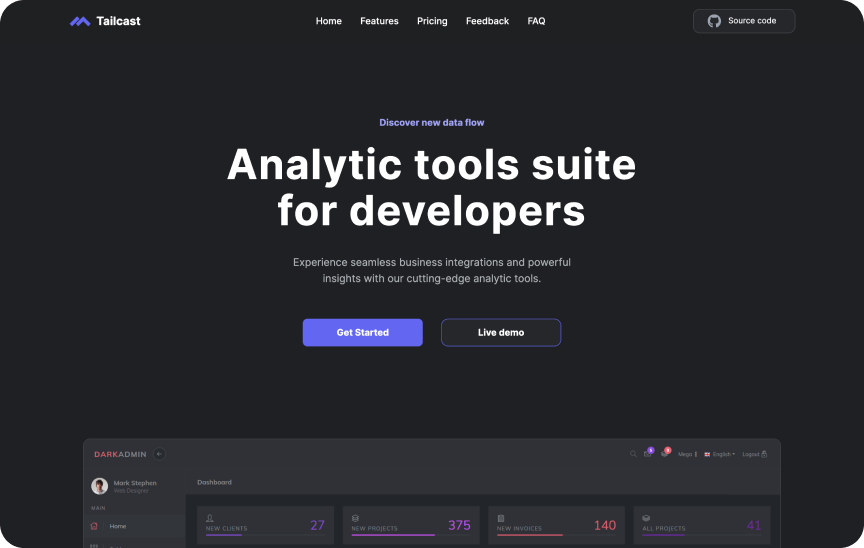 Tailcast
Home Features Pricing Feedback FAQ
Source code
Discover new data flow
Analytic tools suite
for developers
Experience seamless business integrations and powerful
insights with our cutting-edge analytic tools.
Get Started
Live demo
DARKADMIN
Mega
English
Logout
Mark Stephen
Web Designer
Dashboard
MAIN
Home
NEW CLIENTS 27
NEW PROJECTS 375
NEW INVOICES 140
ALL PROJECTS 41